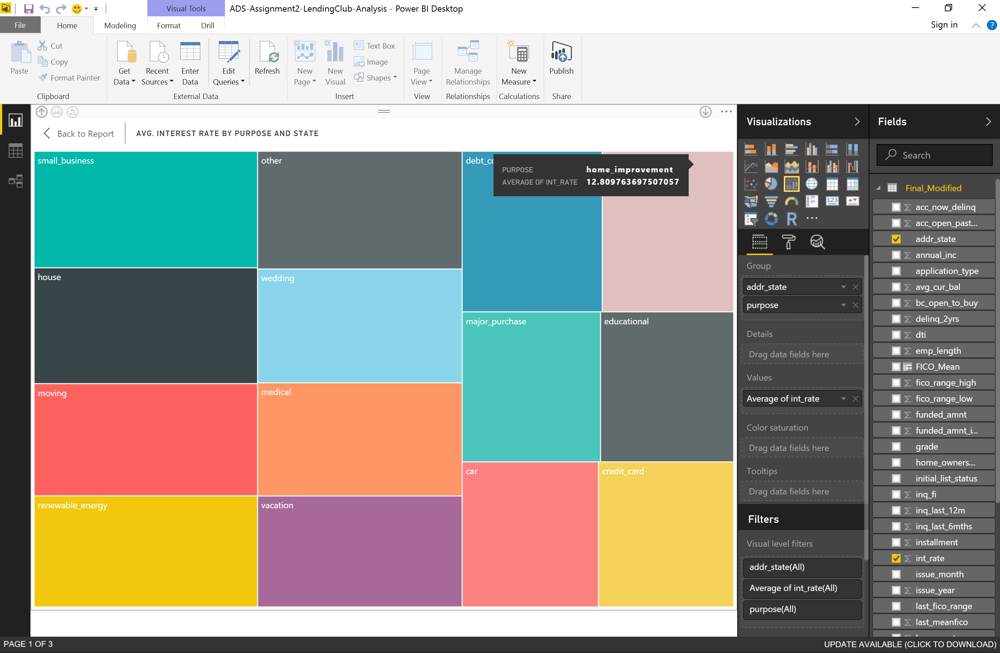 Visual Tools
ADS-Assignment2-LendingClub-Analysis - Power BI Desktop
File
Home
Modeling
Format
Drill
Sign in
?
Paste
Cut
Copy
Format Painter
Clipboard
Get Data
Recent Sources
Enter Data
Edit Queries
Refresh
External Data
New Page
New Visual
Text Box
Image
Shapes
Insert
Page View
View
Manage Relationships
Relationships
New Measure
Calculations
Publish
Share
Back to Report
AVG. INTEREST RATE BY PURPOSE AND STATE
small_business
other
debt_c
PURPOSE home_improvement
AVERAGE OF INT_RATE 12.809763697507057
house
wedding
major_purchase
educational
moving
medical
car
credit_card
renewable_energy
vacation
Visualizations
123
R
Group
addr_state
purpose
Details
Drag data fields here
Values
Average of int_rate
Color saturation
Drag data fields here
Tooltips
Drag data fields here
Filters
Visual level filters
addr_state(All)
Average of int_rate(All)
purpose(All)
Fields
Search
Final_Modified
acc_now_delinq
acc_open_past...
addr_state
annual_inc
application_type
avg_cur_bal
bc_open_to_buy
delinq_2yrs
dti
emp_length
FICO_Mean
fico_range_high
fico_range_low
funded_amnt
funded_amnt_i...
grade
home_owners...
initial_list_status
inq_fi
inq_last_12m
inq_last_6mths
installment
int_rate
issue_month
issue_year
last_fico_range
last_meanfico
PAGE 1 OF 3
UPDATE AVAILABLE (CLICK TO DOWNLOAD)